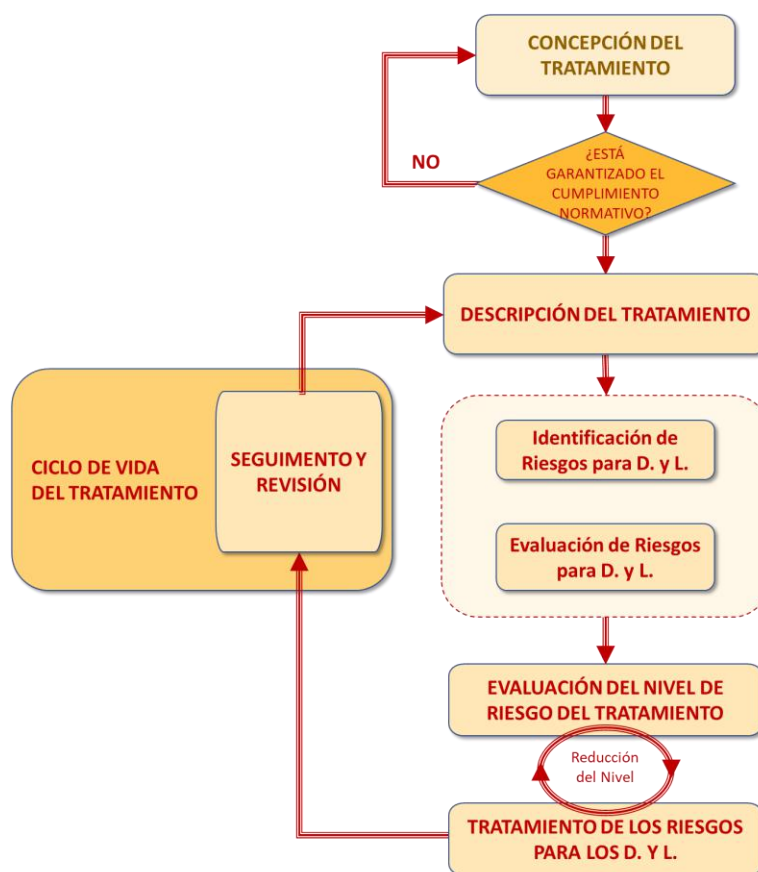 CONCEPCIÓN DEL
TRATAMIENTO
¿ESTÁ
GARANTIZADO EL
CUMPLIMIENTO
NORMATIVO?
NO
DESCRIPCIÓN DEL TRATAMIENTO
CICLO DE VIDA
DEL TRATAMIENTO
SEGUIMENTO Y
REVISIÓN
Identificación de
Riesgos para D. y L.
Evaluación de Riesgos
para D. y L.
EVALUACIÓN DEL NIVEL DE
RIESGO DEL TRATAMIENTO
Reducción
del Nivel
TRATAMIENTO DE LOS RIESGOS
PARA LOS D. Y L.